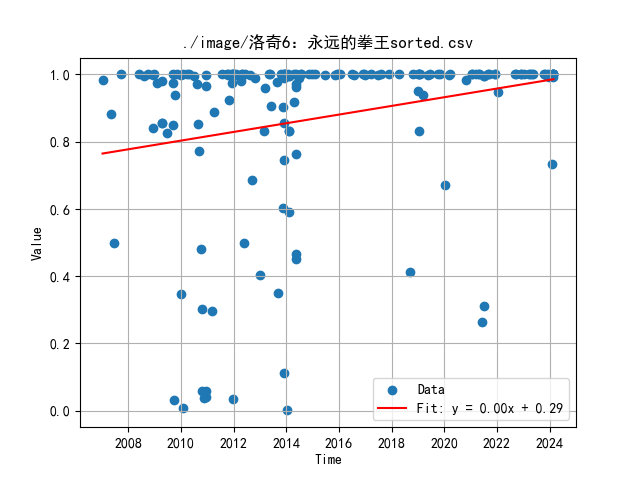 ./image/洛奇6：永远的拳王sorted.csv
1.0
0.8
0.6
0.4
0.2
0.0
Value
2008 2010 2012 2014 2016 2018 2020 2022 2024
Time
Data
Fit: y = 0.00x + 0.29